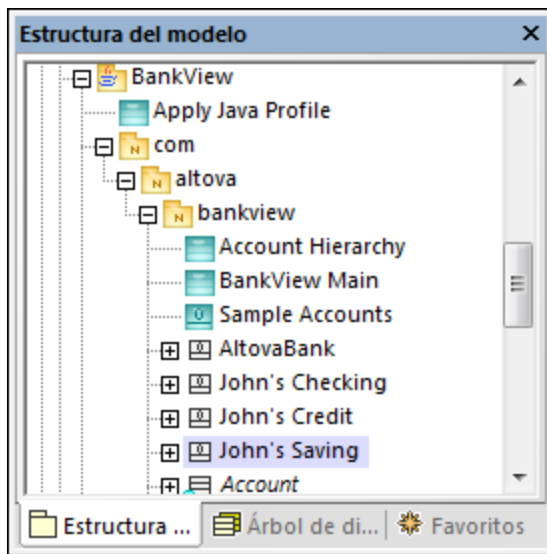 Estructura del modelo
BankView
Apply Java Profile
com
altova
bankview
Account Hierarchy
BankView Main
Sample Accounts
AltovaBank
John's Checking
John's Credit
John's Saving
Account
Estructura ... Árbol de di... Favoritos